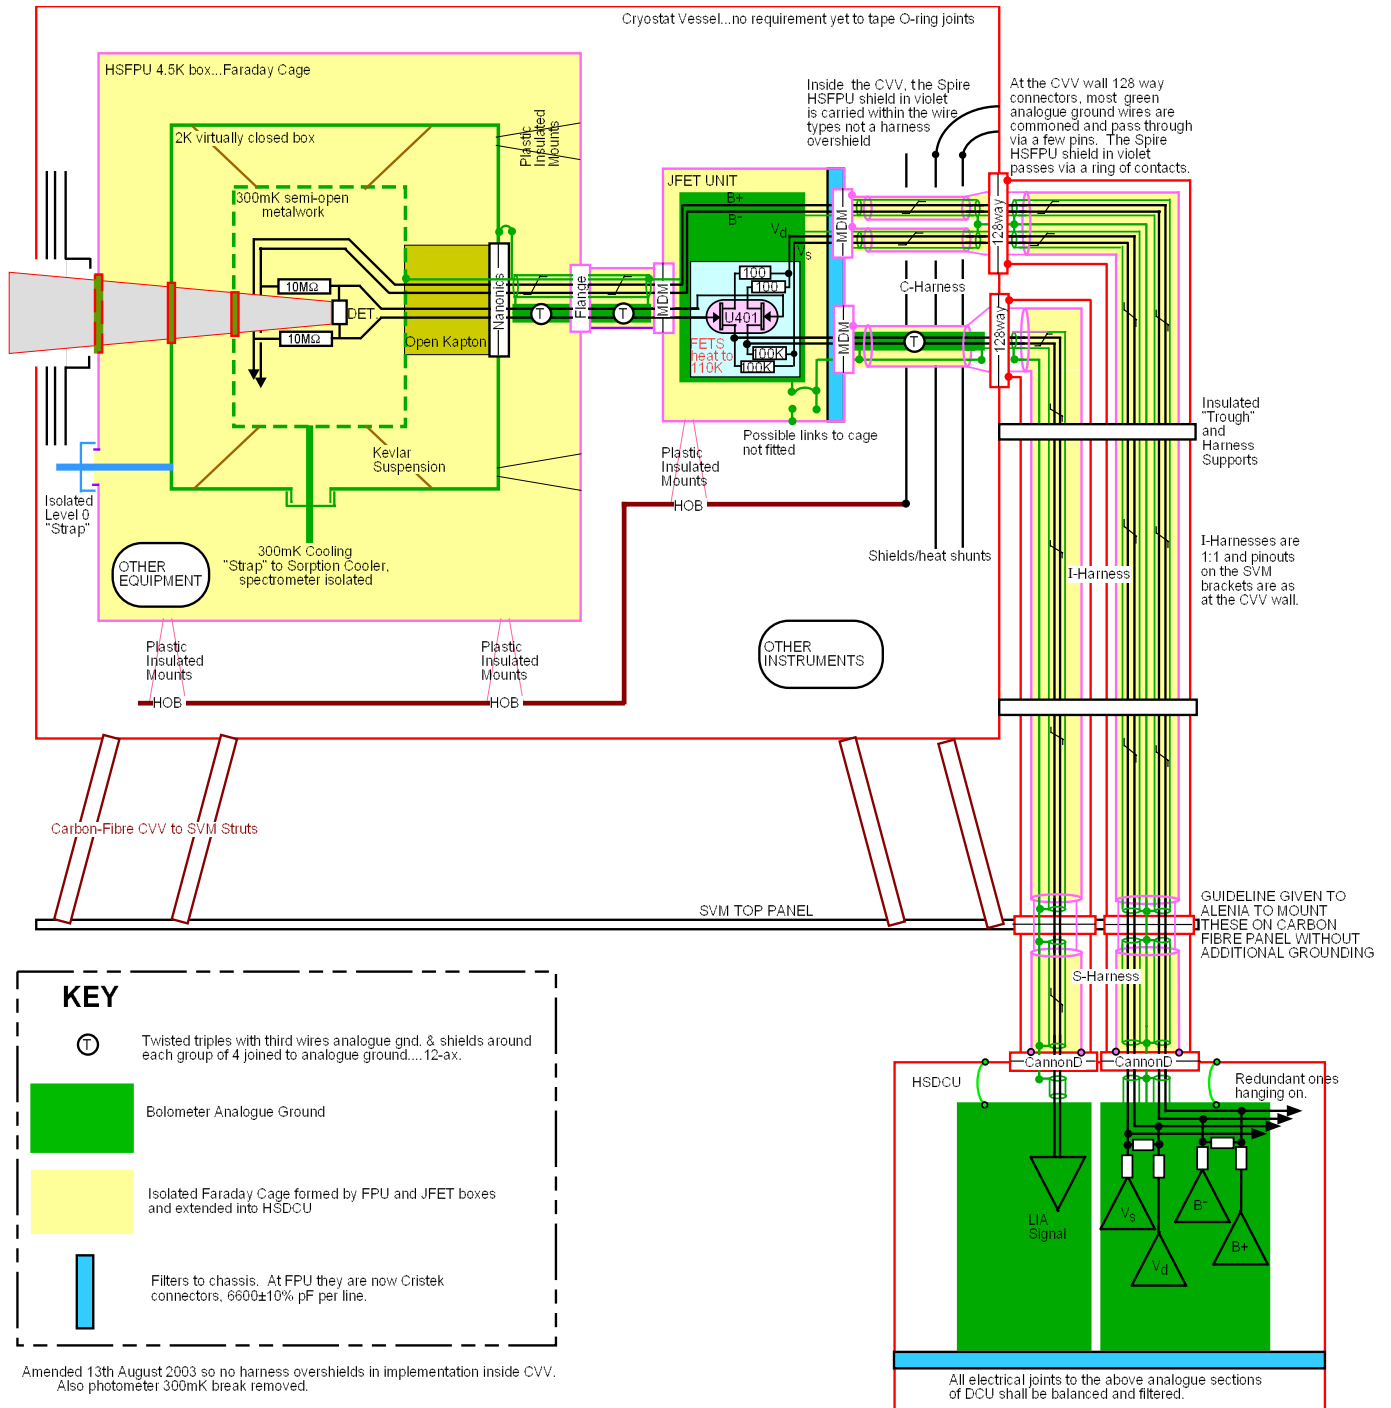 Cryostat Vessel...no requirement yet to tape O-ring joints
HSFPU 4.5K box...Faraday Cage
Inside the CVV, the Spire
HSFPU shield in violet
is carried within the wire
types not a harness
overshield
At the CVV wall 128 way
connectors, most green
analogue ground wires are
commoned and pass through
via a few pins. The Spire
HSFPU shield in violet
passes via a ring of contacts.
2K virtually closed box
Plastic
Insulated
Mounts
300mK semi-open
metalwork
JFET UNIT
B+
B-
Vd
Vs
MDM
128way
10MΩ
DET.
10MΩ
Open Kapton
Nanonics
T
Flange
T
MDM
100
100
U401
FETS
heat to
110K
100K
100K
MDM
T
C-Harness
128way
Possible links to cage
not fitted
Kevlar
Suspension
Plastic
Insulated
Mounts
HOB
Insulated
"Trough"
and
Harness
Supports
Isolated
Level 0
"Strap"
300mK Cooling
"Strap" to Sorption Cooler,
spectrometer isolated
OTHER
EQUIPMENT
Shields/heat shunts
I-Harness
I-Harnesses are
1:1 and pinouts
on the SVM
brackets are as
at the CVV wall.
Plastic
Insulated
Mounts
HOB
Plastic
Insulated
Mounts
HOB
OTHER
INSTRUMENTS
Carbon-Fibre CVV to SVM Struts
SVM TOP PANEL
GUIDELINE GIVEN TO
ALENIA TO MOUNT
THESE ON CARBON
FIBRE PANEL WITHOUT
ADDITIONAL GROUNDING
S-Harness
CannonD
CannonD
HSDCU
Redundant ones
hanging on.
LIA
Signal
Vs
Vd
B-
B+
All electrical joints to the above analogue sections
of DCU shall be balanced and filtered.
KEY
T
Twisted triples with third wires analogue gnd. & shields around
each group of 4 joined to analogue ground....12-ax.
Bolometer Analogue Ground
Isolated Faraday Cage formed by FPU and JFET boxes
and extended into HSDCU
Filters to chassis. At FPU they are now Cristek
connectors, 6600±10% pF per line.
Amended 13th August 2003 so no harness overshields in implementation inside CVV.
Also photometer 300mK break removed.